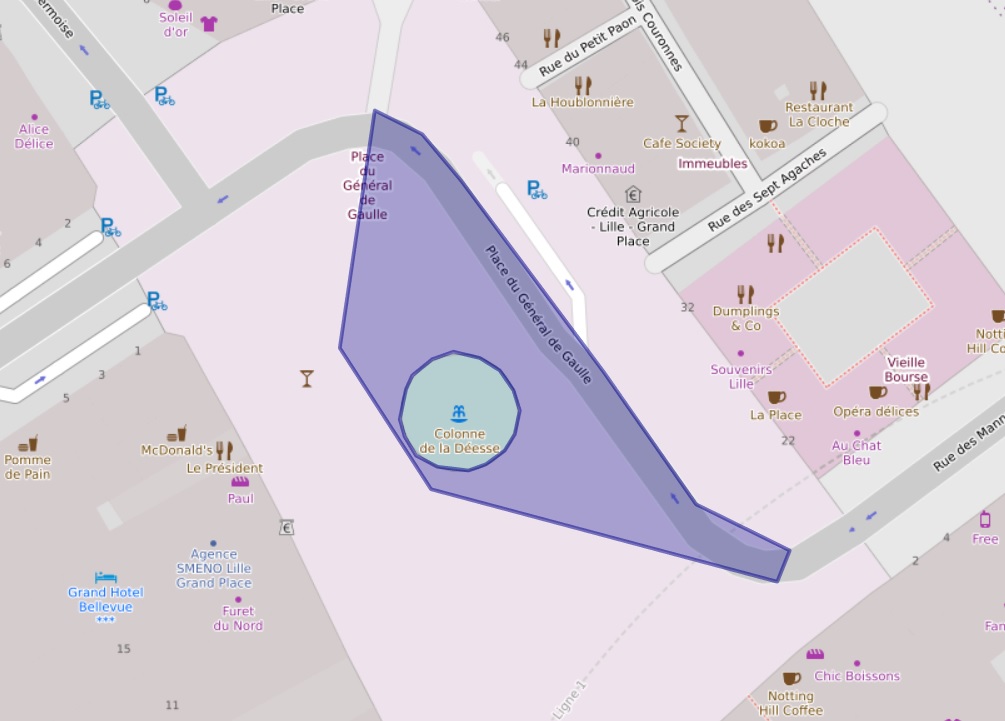 Place
ermoise
Soleil
d'or
is Couronnes
46
44
Rue du Petit Paon
La Houblonnière
Restaurant
La Cloche
P
P
Alice
Délice
40
Cafe Society
kokoa
Marionnaud
Immeubles
Place
du
Général
de
Gaulle
P
Rue des Sept Agaches
Crédit Agricole
- Lille - Grand
Place
2
4
6
P
P
Place du Général de Gaulle
32
Dumplings
& Co
Notti
Hill Co
1
3
5
Souvenirs
Lille
Vieille
Bourse
La Place
Opéra délices
Colonne
de la Déesse
22
Au Chat
Bleu
Rue des Mann
McDonald's
Le Président
Pomme
de Pain
Paul
€
Free
4
2
Agence
SMENO Lille
Grand Place
Grand Hotel
Bellevue
***
Furet
du Nord
Fan
15
Chic Boissons
Ligne 1
Notting
Hill Coffee
11